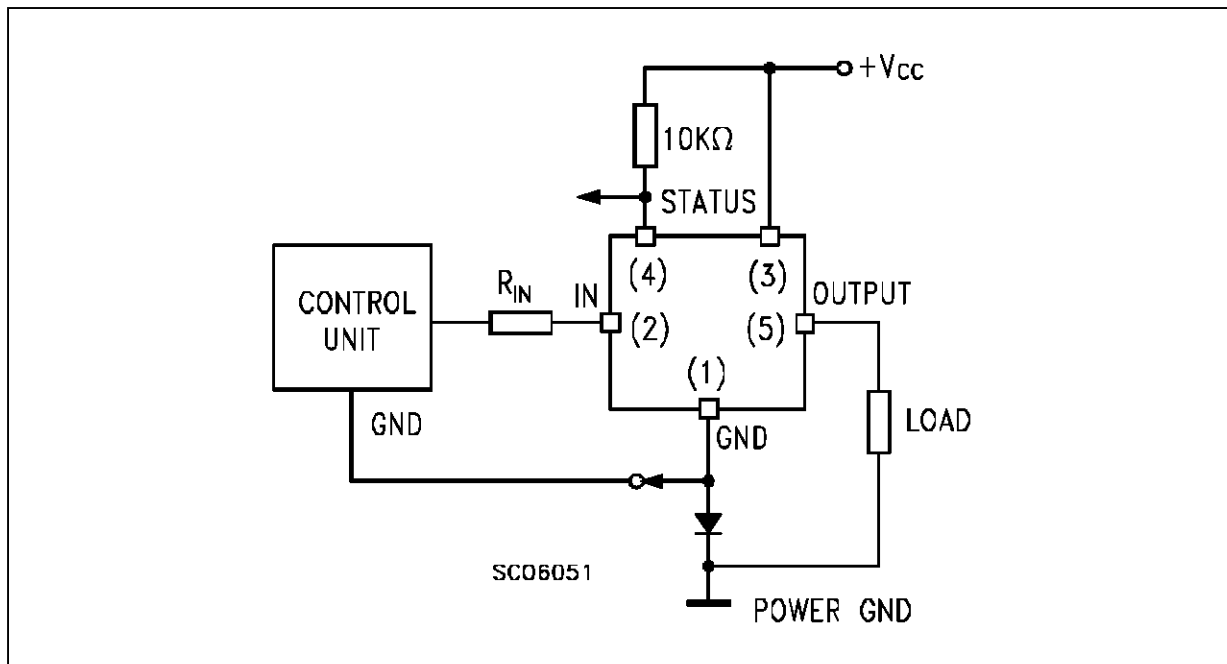 +VCC
10KΩ
STATUS
(4)
(3)
RIN
IN
OUTPUT
CONTROL
UNIT
(2)
(5)
(1)
GND
GND
LOAD
SC06051
POWER GND